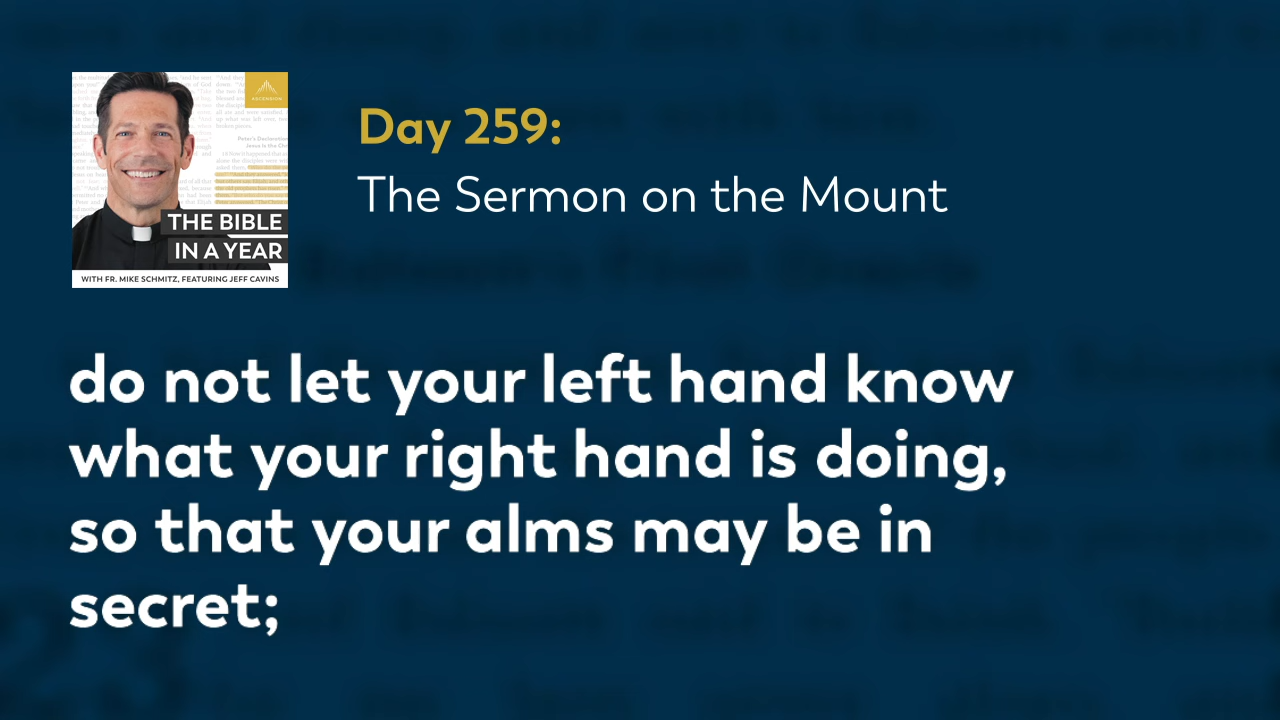 ASCENSION
THE BIBLE
IN A YEAR
WITH FR. MIKE SCHMITZ, FEATURING JEFF CAVINS
Day 259:
The Sermon on the Mount
do not let your left hand know
what your right hand is doing,
so that your alms may be in
secret;